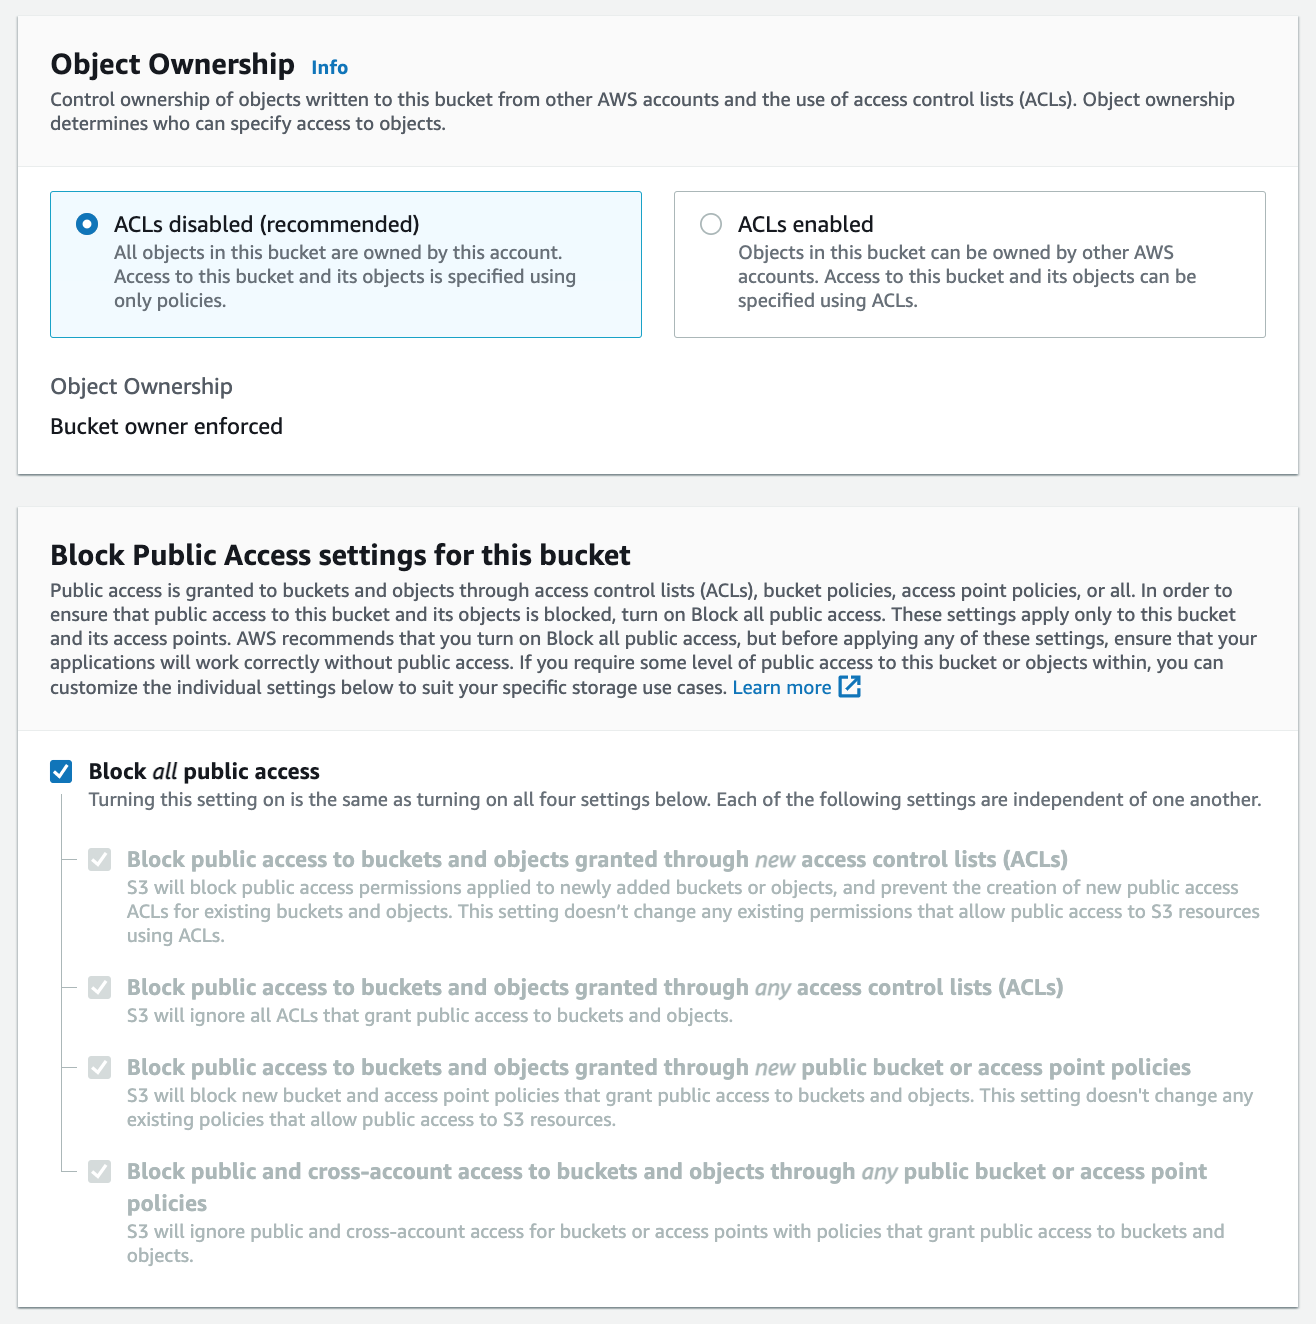 Object Ownership Info
Control ownership of objects written to this bucket from other AWS accounts and the use of access control lists (ACLs). Object ownership
determines who can specify access to objects.
ACLs disabled (recommended)
All objects in this bucket are owned by this account.
Access to this bucket and its objects is specified using
only policies.
ACLs enabled
Objects in this bucket can be owned by other AWS
accounts. Access to this bucket and its objects can be
specified using ACLs.
Object Ownership
Bucket owner enforced
Block Public Access settings for this bucket
Public access is granted to buckets and objects through access control lists (ACLs), bucket policies, access point policies, or all. In order to
ensure that public access to this bucket and its objects is blocked, turn on Block all public access. These settings apply only to this bucket
and its access points. AWS recommends that you turn on Block all public access, but before applying any of these settings, ensure that your
applications will work correctly without public access. If you require some level of public access to this bucket or objects within, you can
customize the individual settings below to suit your specific storage use cases. Learn more
Block all public access
Turning this setting on is the same as turning on all four settings below. Each of the following settings are independent of one another.
Block public access to buckets and objects granted through new access control lists (ACLs)
S3 will block public access permissions applied to newly added buckets or objects, and prevent the creation of new public access
ACLs for existing buckets and objects. This setting doesn’t change any existing permissions that allow public access to S3 resources
using ACLs.
Block public access to buckets and objects granted through any access control lists (ACLs)
S3 will ignore all ACLs that grant public access to buckets and objects.
Block public access to buckets and objects granted through new public bucket or access point policies
S3 will block new bucket and access point policies that grant public access to buckets and objects. This setting doesn't change any
existing policies that allow public access to S3 resources.
Block public and cross-account access to buckets and objects through any public bucket or access point
policies
S3 will ignore public and cross-account access for buckets or access points with policies that grant public access to buckets and
objects.